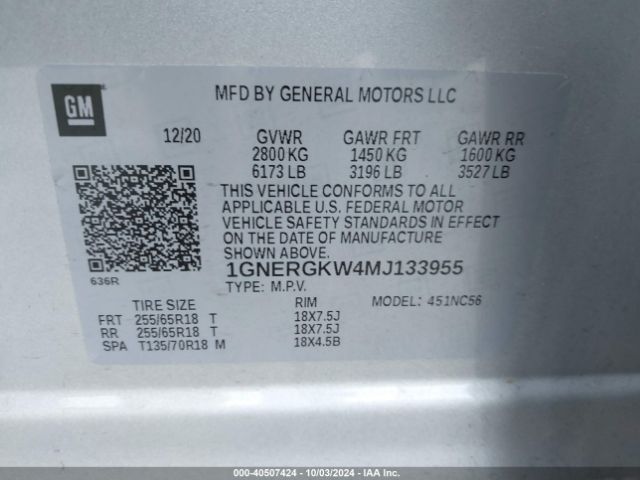 GM
MFD BY GENERAL MOTORS LLC
12/20 GVWR GAWR FRT GAWR RR
2800 KG 1450 KG 1600 KG
6173 LB 3196 LB 3527 LB
THIS VEHICLE CONFORMS TO ALL
APPLICABLE U.S. FEDERAL MOTOR
VEHICLE SAFETY STANDARDS IN EFFECT
ON THE DATE OF MANUFACTURE
SHOWN ABOVE.
636R
1GNERGKW4MJ133955
TYPE: M.P.V. MODEL: 451NC56
TIRE SIZE RIM
FRT 255/65R18 T 18X7.5J
RR 255/65R18 T 18X7.5J
SPA T135/70R18 M 18X4.5B
000-40507424 - 10/03/2024 - IAA Inc.